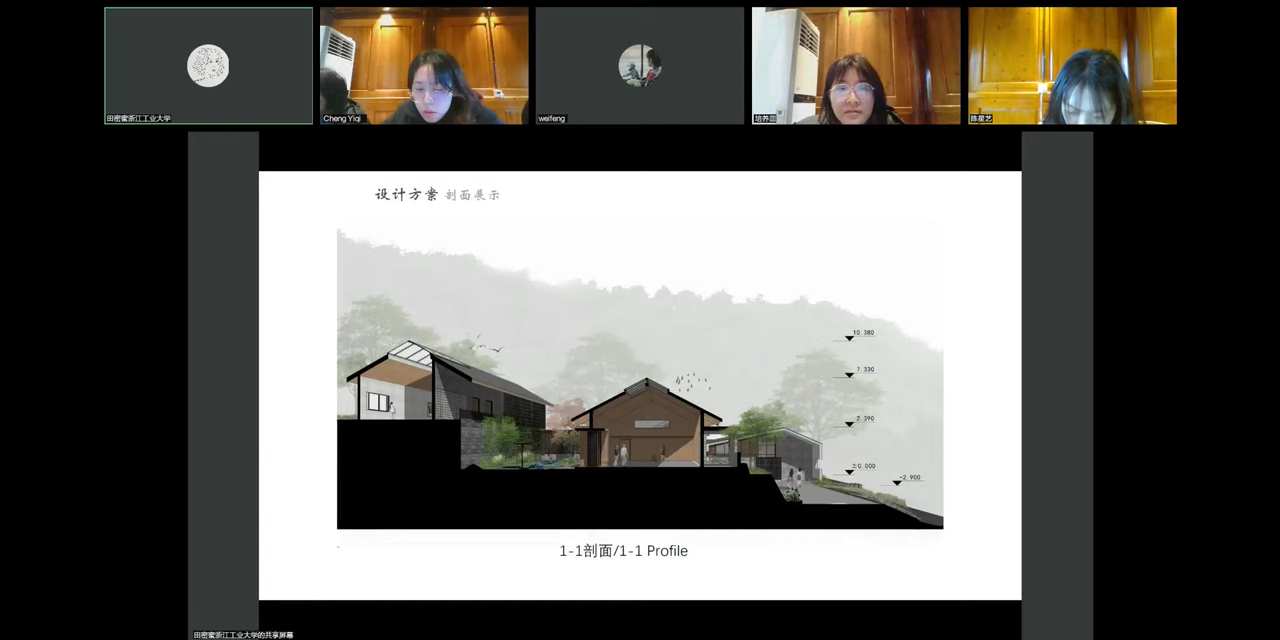 田密蜜浙江工业大学
Cheng Yiqi
weifeng
培养皿
陈星艺
设计方案 剖面展示
10.380
7.330
2.390
±0.000
-2.900
1-1剖面/1-1 Profile
田密蜜浙江工业大学的共享屏幕